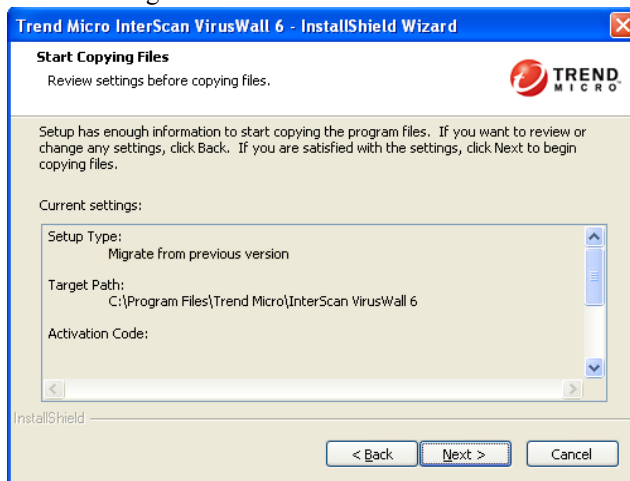 Trend Micro InterScan VirusWall 6 - InstallShield Wizard
Start Copying Files
Review settings before copying files.
TREND
MICRO
Setup has enough information to start copying the program files. If you want to review or
change any settings, click Back. If you are satisfied with the settings, click Next to begin
copying files.
Current settings:
Setup Type:
Migrate from previous version
Target Path:
C:\Program Files\Trend Micro\InterScan VirusWall 6
Activation Code:
InstallShield
< Back
Next >
Cancel